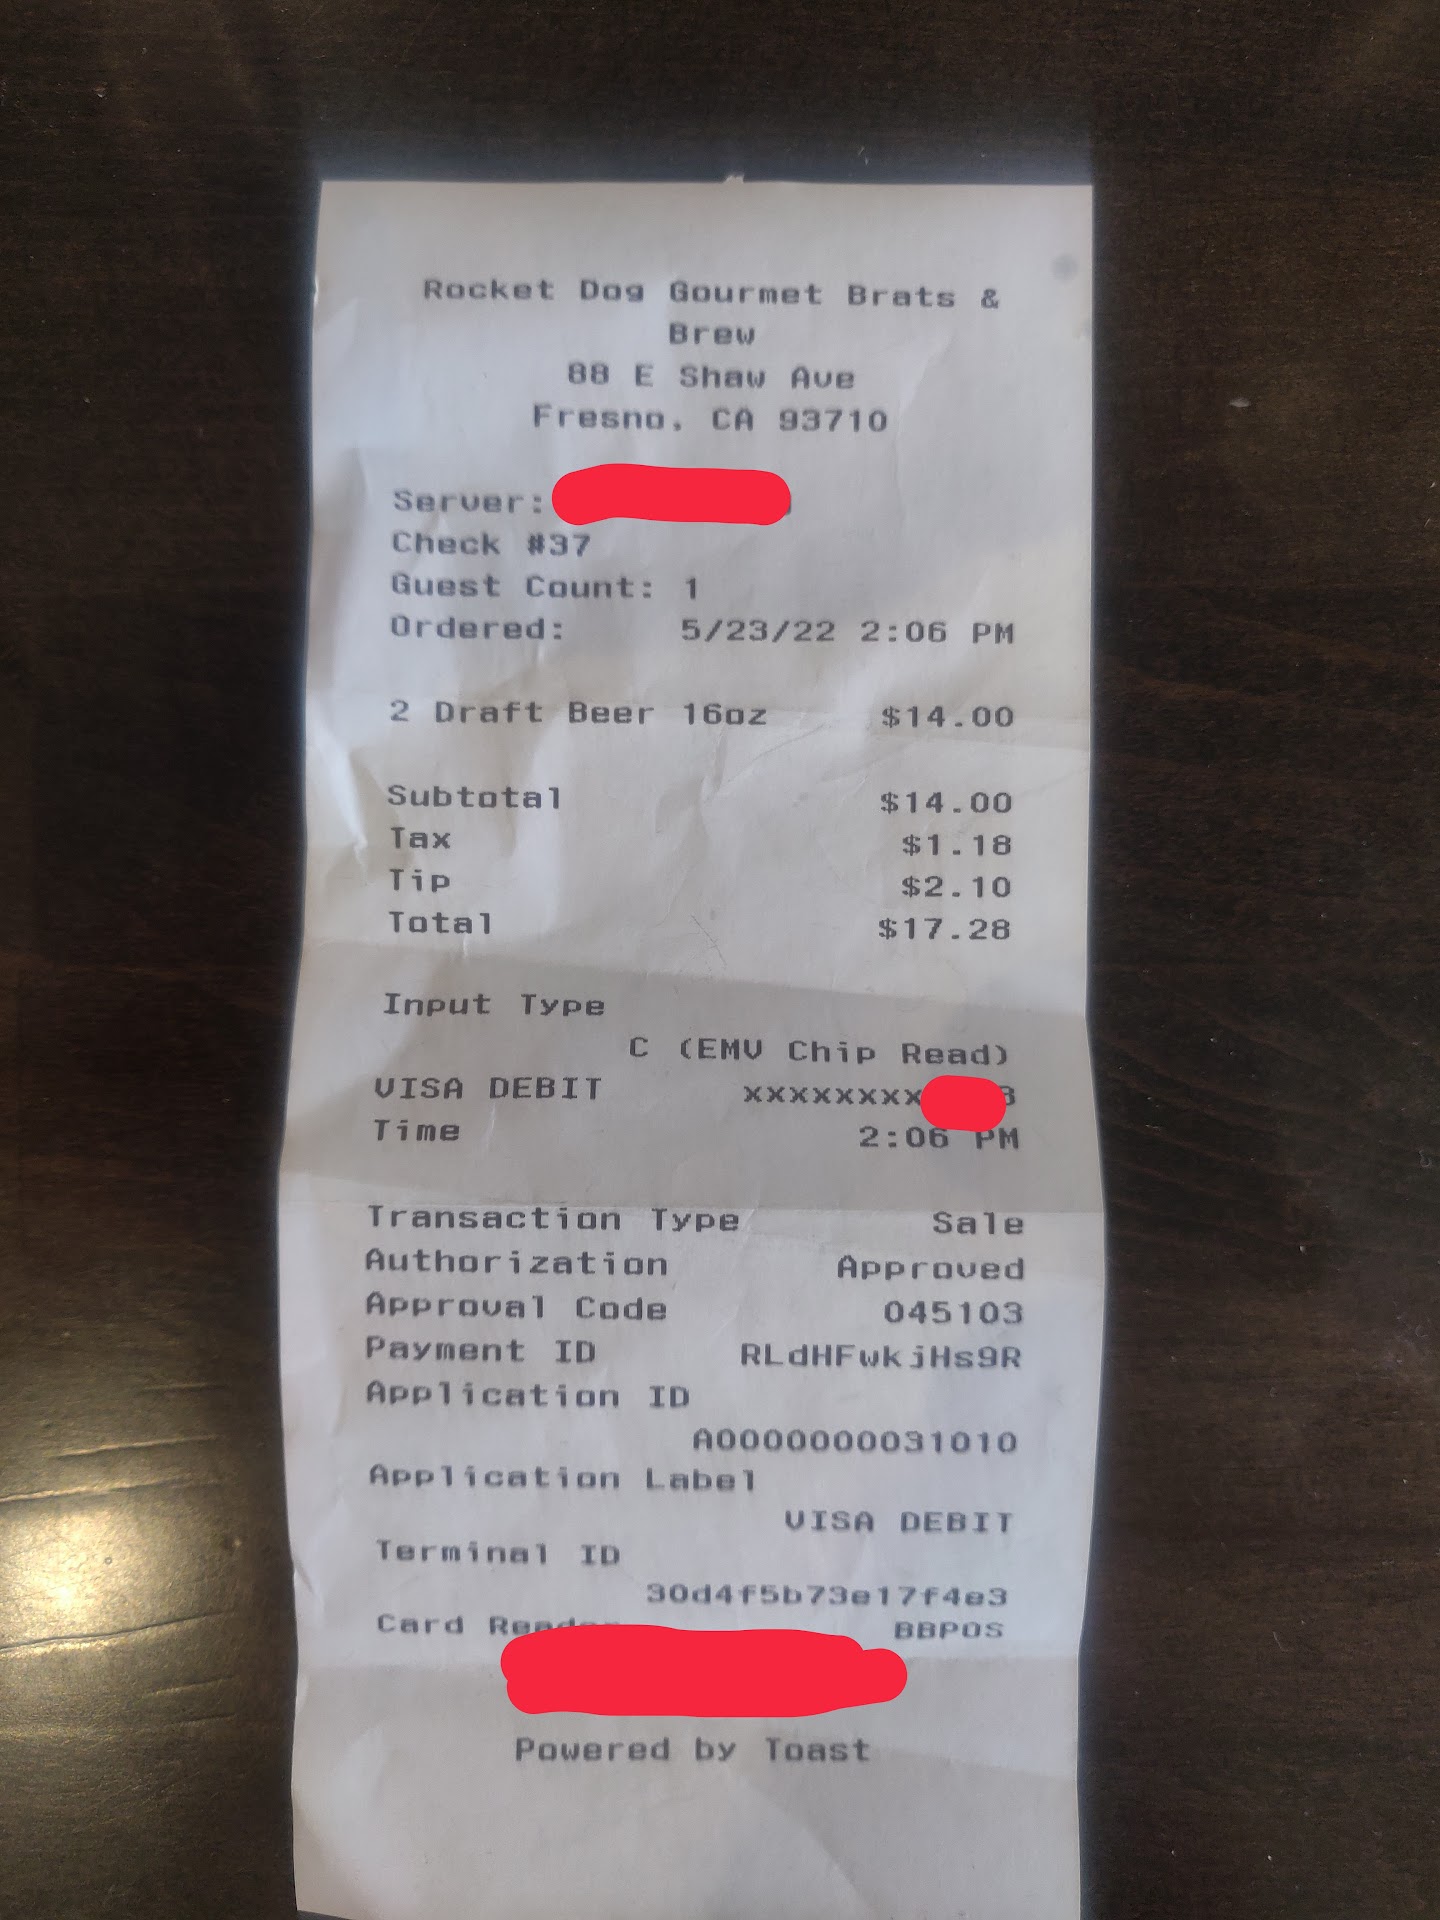 Rocket Dog Gourmet Brats &
Brew
88 E Shaw Ave
Fresno, CA 93710
Server:
Check #37
Guest Count: 1
Ordered: 5/23/22 2:06 PM
2 Draft Beer 16oz $14.00
Subtotal $14.00
Tax $1.18
Tip $2.10
Total $17.28
Input Type
C (EMV Chip Read)
VISA DEBIT xxxxxxxx
Time 2:06 PM
Transaction Type Sale
Authorization Approved
Approval Code 045103
Payment ID RLdHFwkjHs9R
Application ID
A0000000031010
Application Label
VISA DEBIT
Terminal ID
30d4f5b73e17f4e3
Card Reader BBPOS
Powered by Toast